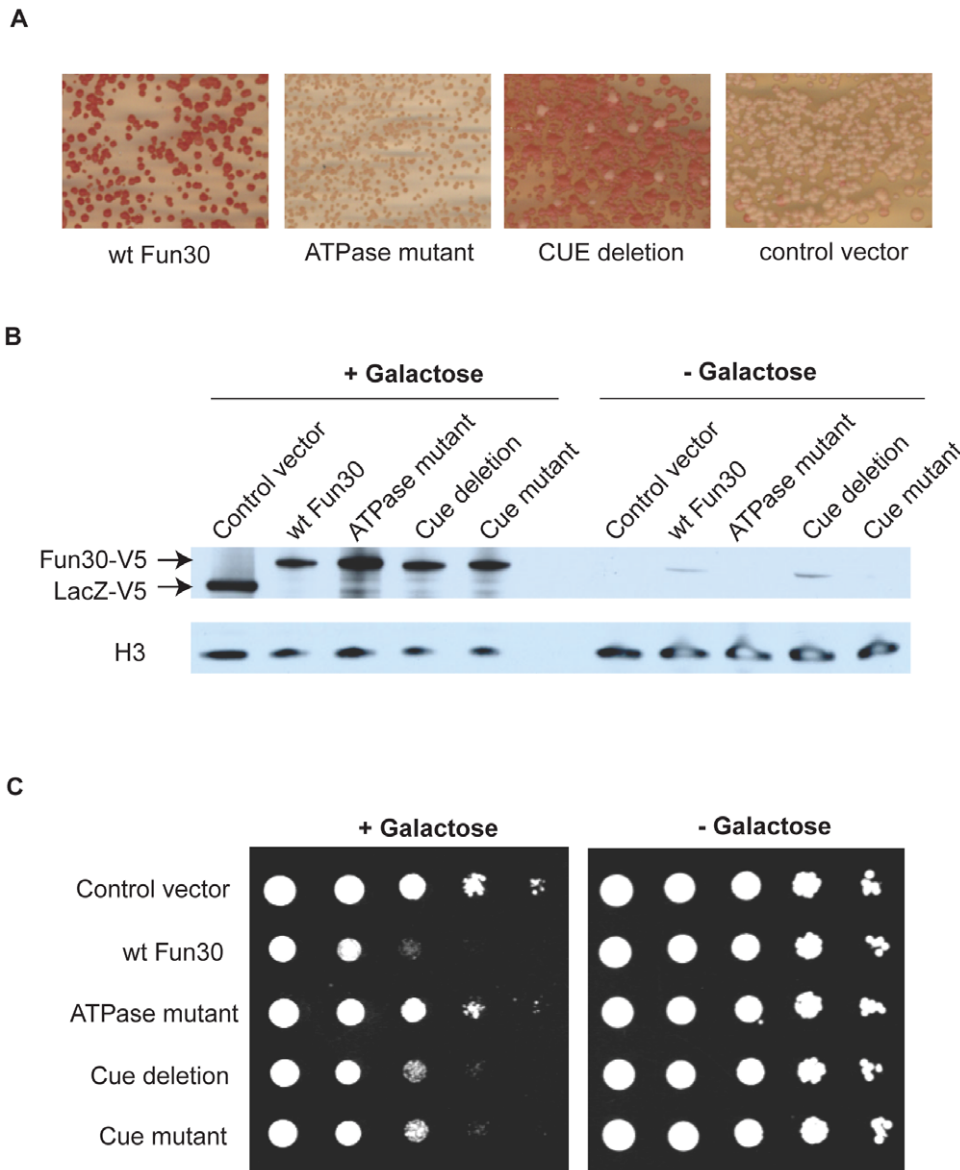 A
wt Fun30
ATPase mutant
CUE deletion
control vector
B
+ Galactose
- Galactose
Control vector
wt Fun30
ATPase mutant
Cue deletion
Cue mutant
Control vector
wt Fun30
ATPase mutant
Cue deletion
Cue mutant
Fun30-V5
LacZ-V5
H3
C
+ Galactose
- Galactose
Control vector
wt Fun30
ATPase mutant
Cue deletion
Cue mutant